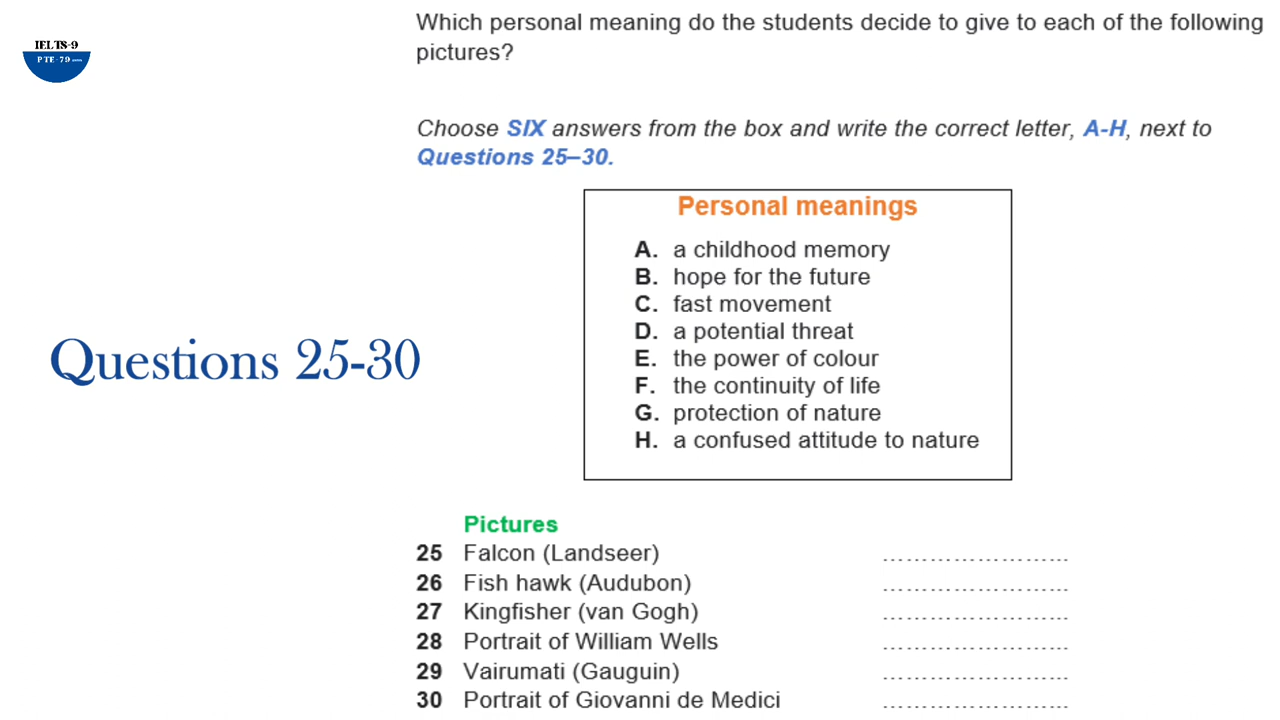 IELTS-9
PTE-79
Which personal meaning do the students decide to give to each of the following
pictures?
Choose SIX answers from the box and write the correct letter, A-H, next to
Questions 25–30.
Personal meanings
A. a childhood memory
B. hope for the future
C. fast movement
D. a potential threat
E. the power of colour
F. the continuity of life
G. protection of nature
H. a confused attitude to nature
Questions 25-30
Pictures
25 Falcon (Landseer) ……………………...
26 Fish hawk (Audubon) ……………………...
27 Kingfisher (van Gogh) ……………………...
28 Portrait of William Wells ……………………...
29 Vairumati (Gauguin) ……………………...
30 Portrait of Giovanni de Medici ……………………...